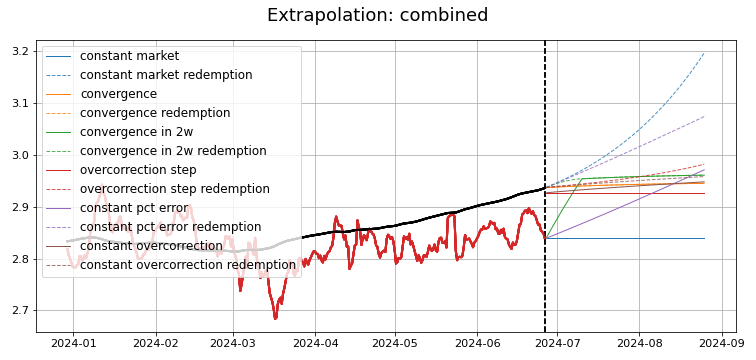 Extrapolation: combined
3.2
3.1
3.0
2.9
2.8
2.7
constant market
constant market redemption
convergence
convergence redemption
convergence in 2w
convergence in 2w redemption
overcorrection step
overcorrection step redemption
constant pct error
constant pct error redemption
constant overcorrection
constant overcorrection redemption
2024-01 2024-02 2024-03 2024-04 2024-05 2024-06 2024-07 2024-08 2024-09